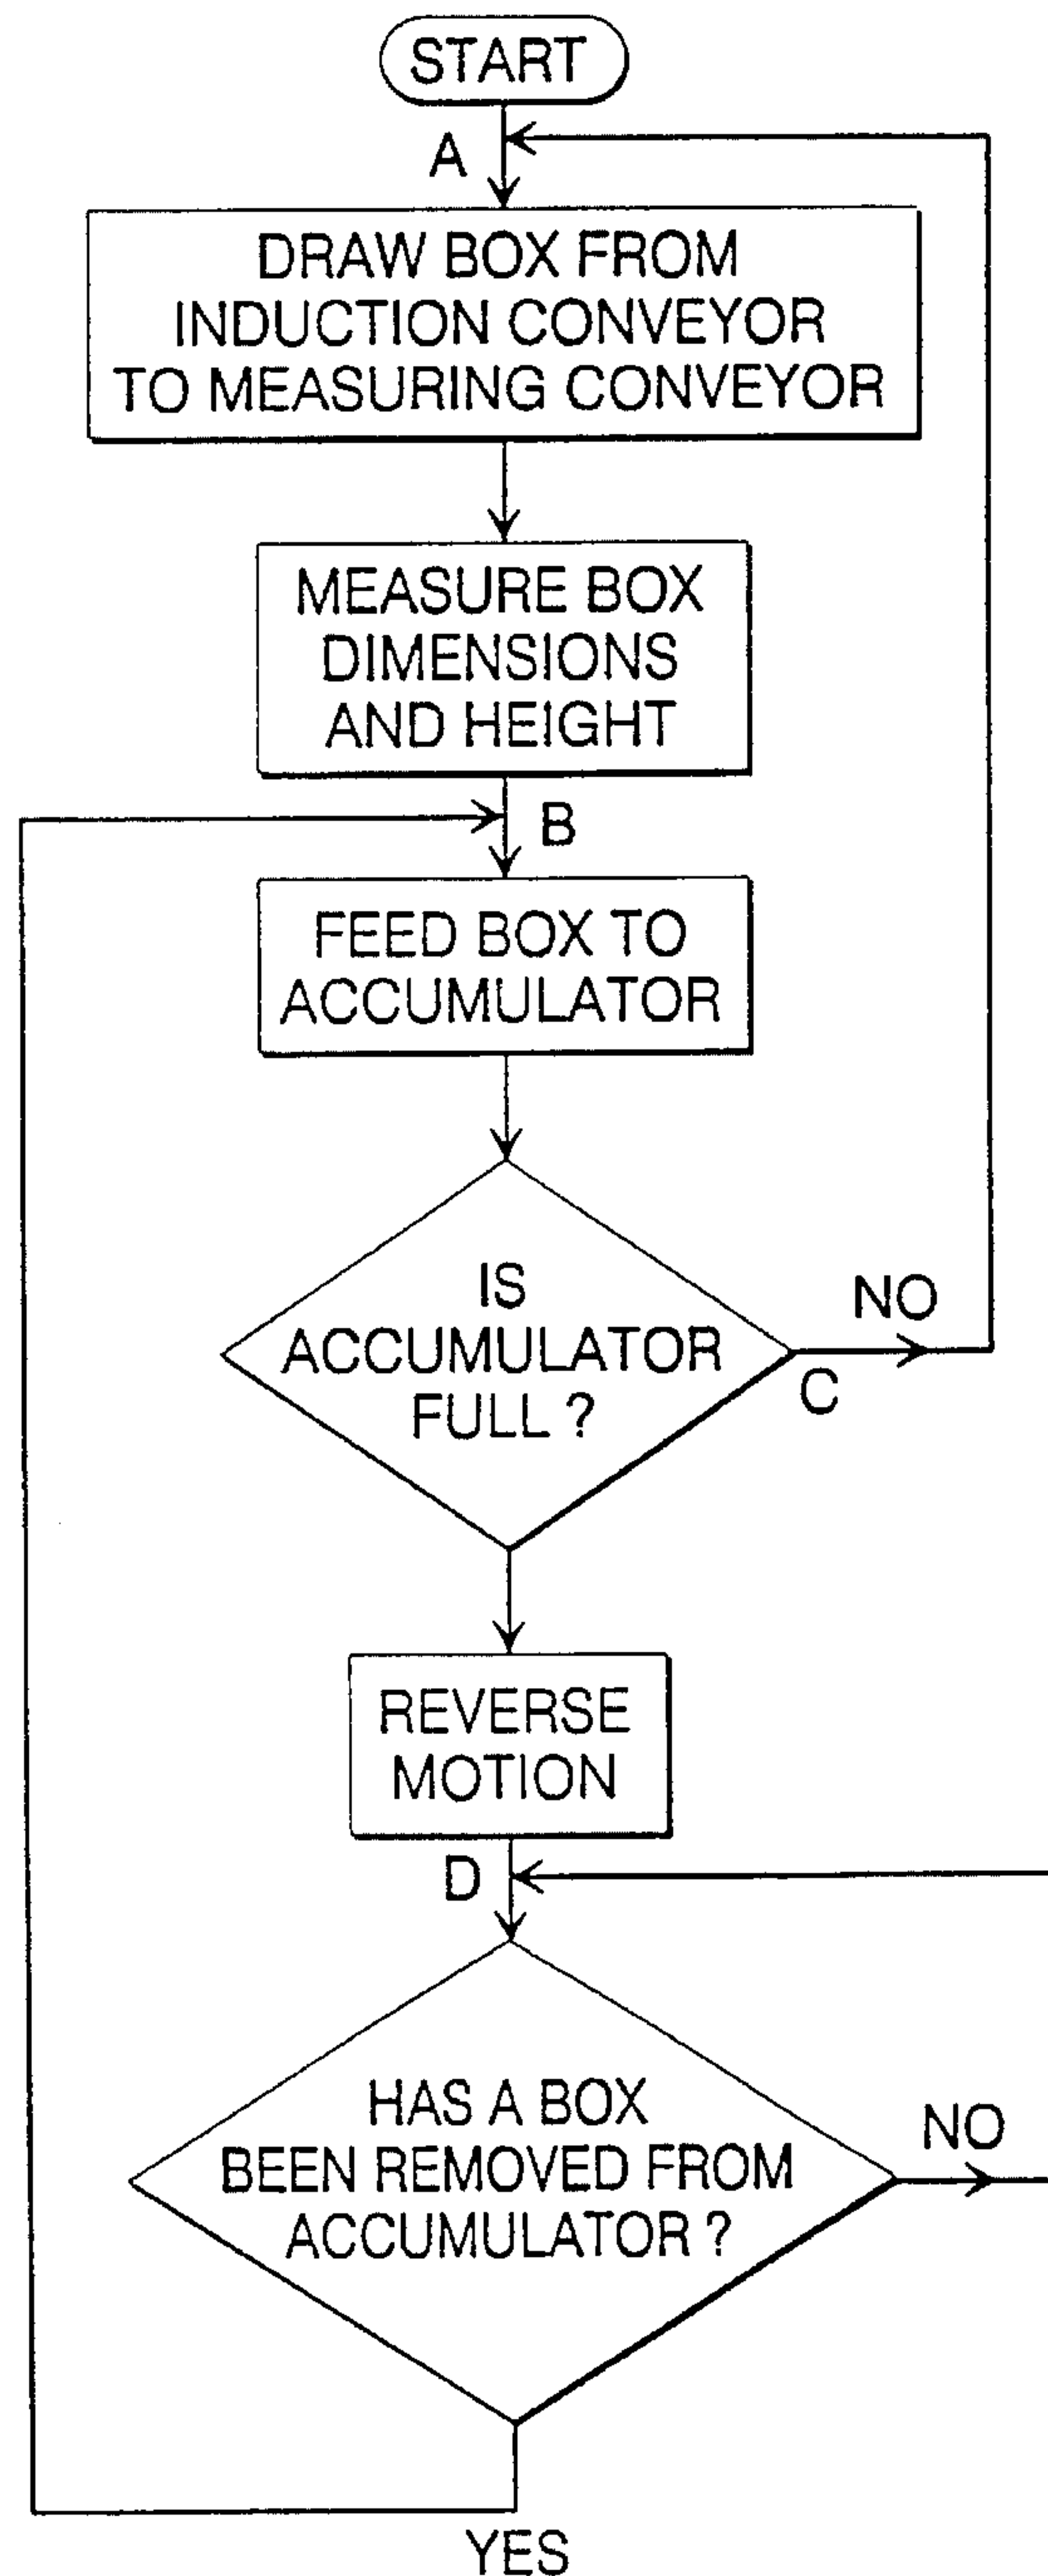 START
A
DRAW BOX FROM
INDUCTION CONVEYOR
TO MEASURING CONVEYOR
MEASURE BOX
DIMENSIONS
AND HEIGHT
B
FEED BOX TO
ACCUMULATOR
IS
ACCUMULATOR
FULL ?
NO
C
REVERSE
MOTION
D
HAS A BOX
BEEN REMOVED FROM
ACCUMULATOR ?
NO
YES